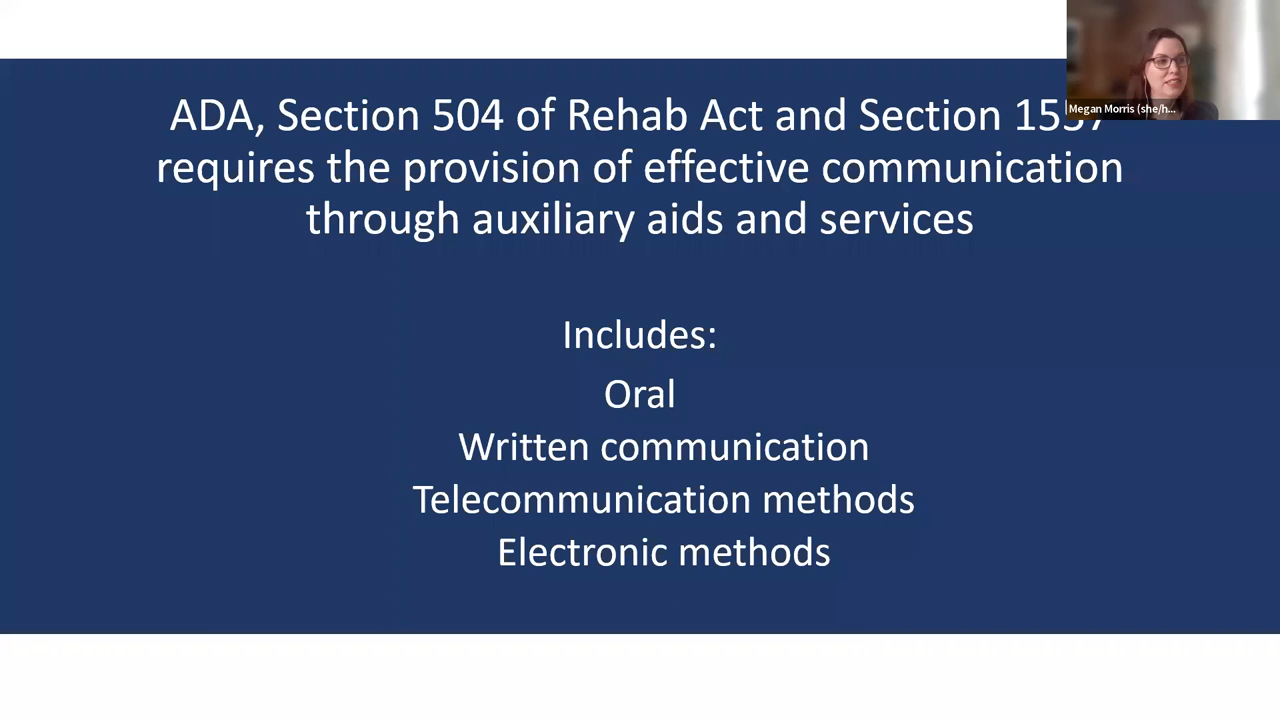 ADA, Section 504 of Rehab Act and Section 1557
requires the provision of effective communication
through auxiliary aids and services
Includes:
Oral
Written communication
Telecommunication methods
Electronic methods
Megan Morris (she/h...